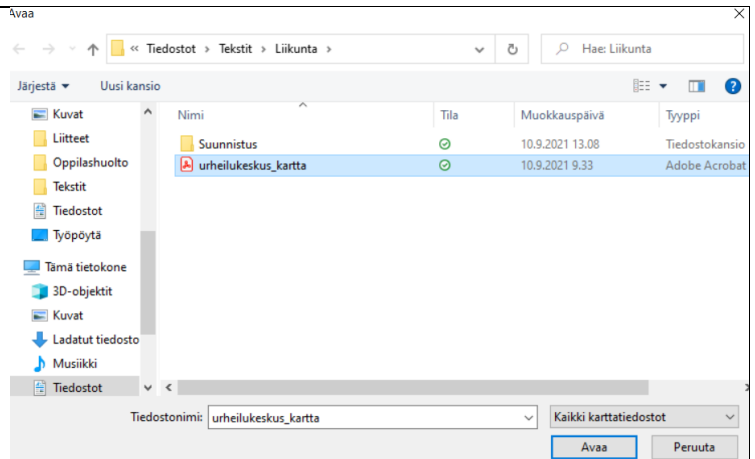 Avaa
« Tiedostot › Tekstit › Liikunta ›
Hae: Liikunta
Järjestä Uusi kansio
Kuvat
Liitteet
Oppilashuolto
Tekstit
Tiedostot
Työpöytä
Tämä tietokone
3D-objektit
Kuvat
Ladatut tiedosto
Musiikki
Tiedostot
Nimi Tila Muokkauspäivä Tyyppi
Suunnistus 10.9.2021 13.08 Tiedostokansio
urheilukeskus_kartta 10.9.2021 9.33 Adobe Acrobat
Tiedostonimi: urheilukeskus_kartta Kaikki karttatiedostot
Avaa Peruuta